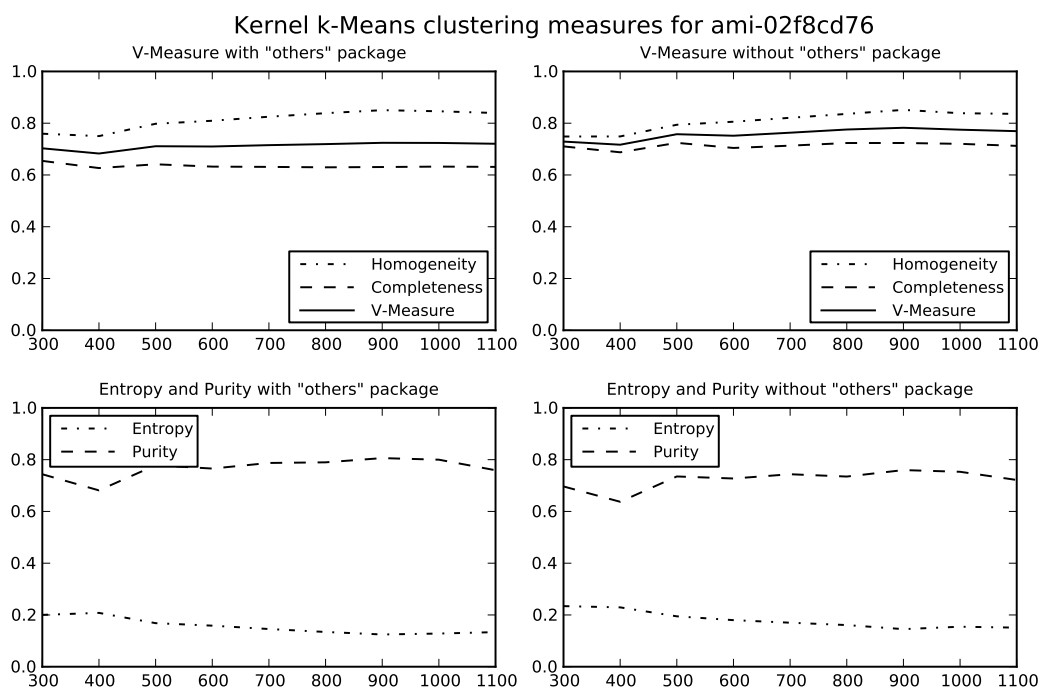 Kernel k-Means clustering measures for ami-02f8cd76
V-Measure with "others" package
1.0
0.8
0.6
0.4
0.2
0.0
Homogeneity
Completeness
V-Measure
300 400 500 600 700 800 900 1000 1100
V-Measure without "others" package
1.0
0.8
0.6
0.4
0.2
0.0
Homogeneity
Completeness
V-Measure
300 400 500 600 700 800 900 1000 1100
Entropy and Purity with "others" package
1.0
0.8
0.6
0.4
0.2
0.0
Entropy
Purity
300 400 500 600 700 800 900 1000 1100
Entropy and Purity without "others" package
1.0
0.8
0.6
0.4
0.2
0.0
Entropy
Purity
300 400 500 600 700 800 900 1000 1100